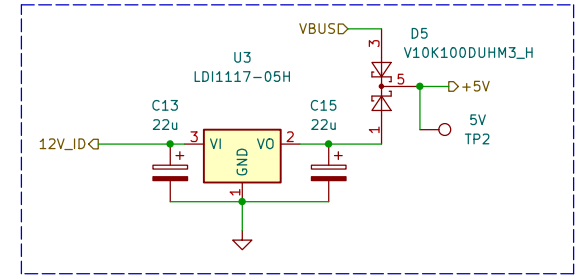 VBUS
D5
V10K100DUHM3_H
3
U3
LDI1117-05H
5
+5V
C13
22u
C15
22u
5V
TP2
12V_ID
3
VI
VO
2
1
GND
1
+
+